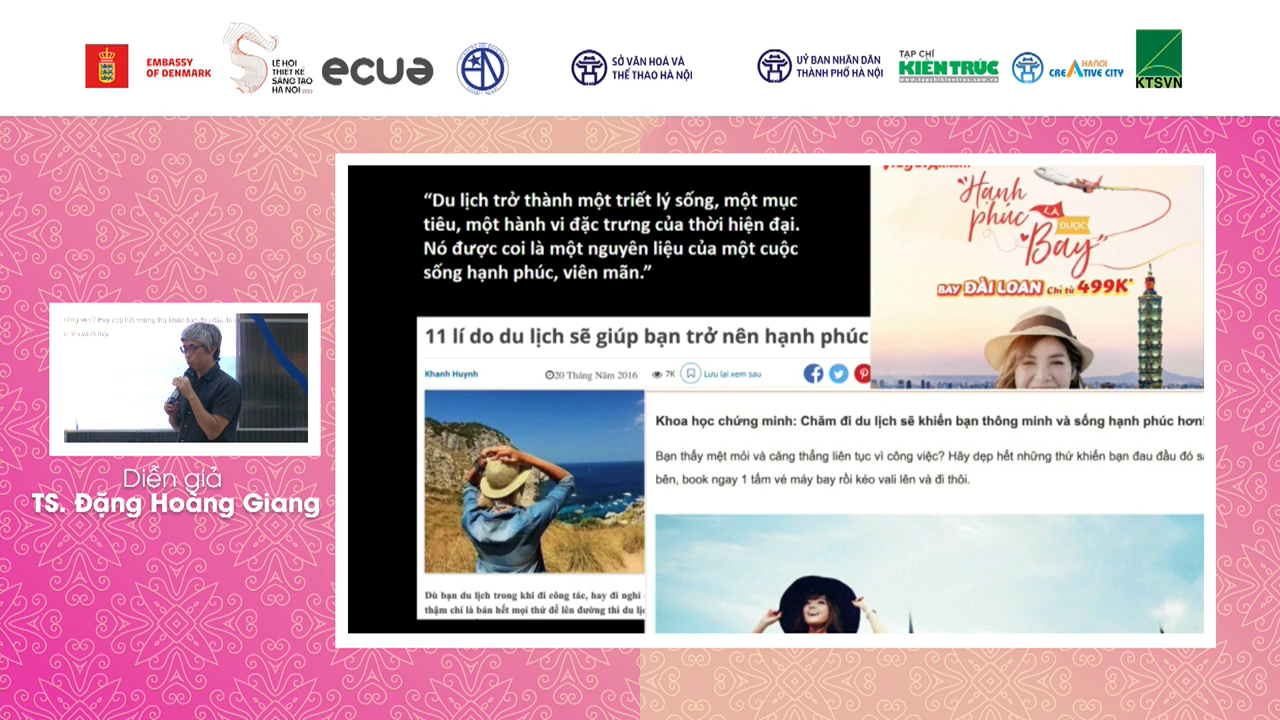 EMBASSY
OF DENMARK
LỄ HỘI
THIẾT KẾ
SÁNG TẠO
HÀ NỘI 2023
ecua
SỞ VĂN HOÁ VÀ
THỂ THAO HÀ NỘI
UỶ BAN NHÂN DÂN
THÀNH PHỐ HÀ NỘI
TẠP CHÍ
KIẾN TRÚC
www.tapchikientruc.com.vn
HANOI
CREATIVE CITY
KTSVN
“Du lịch trở thành một triết lý sống, một mục
tiêu, một hành vi đặc trưng của thời hiện đại.
Nó được coi là một nguyên liệu của một cuộc
sống hạnh phúc, viên mãn.”
“Hạnh
phúc LÀ
ĐƯỢC
Bay”
BAY ĐÀI LOAN Chỉ từ 499K*
11 lí do du lịch sẽ giúp bạn trở nên hạnh phúc
Khanh Huynh 20 Tháng Năm 2016 7K Lưu lại xem sau
Khoa học chứng minh: Chăm đi du lịch sẽ khiến bạn thông minh và sống hạnh phúc hơn!
Bạn thấy mệt mỏi và căng thẳng liên tục vì công việc? Hãy dẹp hết những thứ khiến bạn đau đầu đó
bên, book ngay 1 tấm vé máy bay rồi kéo vali lên và đi thôi.
Dù bạn du lịch trong khi đi công tác, hay đi nghỉ
thậm chí là bán hết mọi thứ để lên đường thì du
Diễn giả
TS. Đặng Hoàng Giang